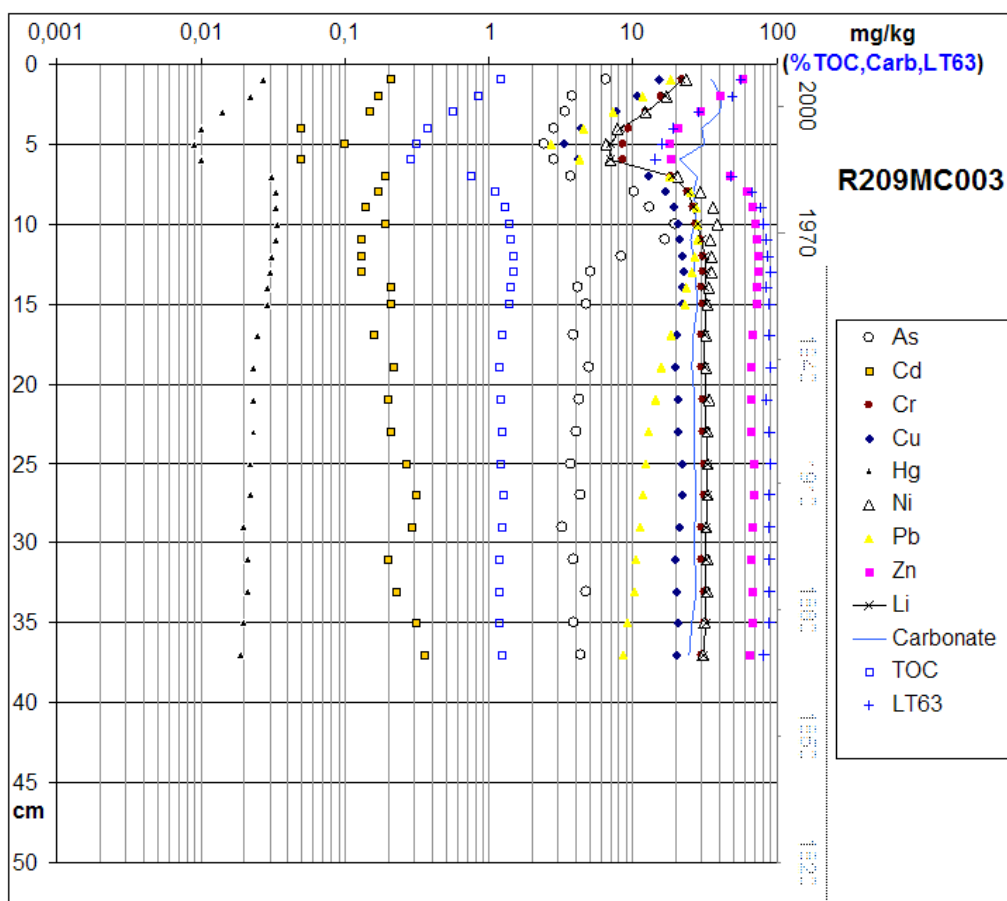 0,001 0,01 0,1 1 10 100 mg/kg
(%TOC,Carb,LT63)
0
5
10
15
20
25
30
35
40
45
50
cm
2000
1970
R209MC003
As
Cd
Cr
Cu
Hg
Ni
Pb
Zn
Li
Carbonate
TOC
LT63